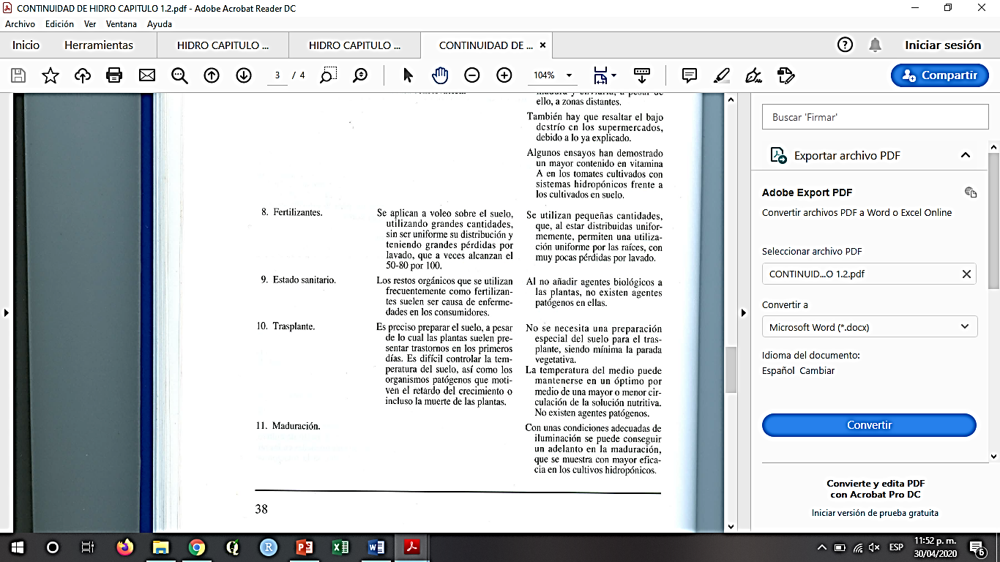 CONTINUIDAD DE HIDRO CAPITULO 1.2.pdf - Adobe Acrobat Reader DC
Archivo Edición Ver Ventana Ayuda
Inicio Herramientas HIDRO CAPITULO ... HIDRO CAPITULO ... CONTINUIDAD DE ... Iniciar sesión
3 / 4 104% Compartir
ello, a zonas distantes.
También hay que resaltar el bajo
destrío en los supermercados,
debido a lo ya explicado.
Algunos ensayos han demostrado
un mayor contenido en vitamina
A en los tomates cultivados con
sistemas hidropónicos frente a
los cultivados en suelo.
8. Fertilizantes.
Se aplican a voleo sobre el suelo,
utilizando grandes cantidades,
sin ser uniforme su distribución y
teniendo grandes pérdidas por
lavado, que a veces alcanzan el
50-80 por 100.
Se utilizan pequeñas cantidades,
que, al estar distribuidas unifor-
memente, permiten una utiliza-
ción uniforme por las raíces, con
muy pocas pérdidas por lavado.
9. Estado sanitario.
Los restos orgánicos que se utilizan
frecuentemente como fertilizan-
tes suelen ser causa de enferme-
dades en los consumidores.
Al no añadir agentes biológicos a
las plantas, no existen agentes
patógenos en ellas.
10. Trasplante.
Es preciso preparar el suelo, a pesar
de lo cual las plantas suelen pre-
sentar trastornos en los primeros
días. Es difícil controlar la tem-
peratura del suelo, así como los
organismos patógenos que moti-
ven el retardo del crecimiento o
incluso la muerte de las plantas.
No se necesita una preparación
especial del suelo para el tras-
plante, siendo mínima la parada
vegetativa.
La temperatura del medio puede
mantenerse en un óptimo por
medio de una mayor o menor cir-
culación de la solución nutritiva.
No existen agentes patógenos.
11. Maduración.
Con unas condiciones adecuadas de
iluminación se puede conseguir
un adelanto en la maduración,
que se muestra con mayor efica-
cia en los cultivos hidropónicos.
38
Buscar 'Firmar'
Exportar archivo PDF
Adobe Export PDF
Convertir archivos PDF a Word o Excel Online
Seleccionar archivo PDF
CONTINUID...O 1.2.pdf
Convertir a
Microsoft Word (*.docx)
Idioma del documento:
Español Cambiar
Convertir
Convierte y edita PDF
con Acrobat Pro DC
Iniciar versión de prueba gratuita
ESP
11:52 p. m.
30/04/2020
6